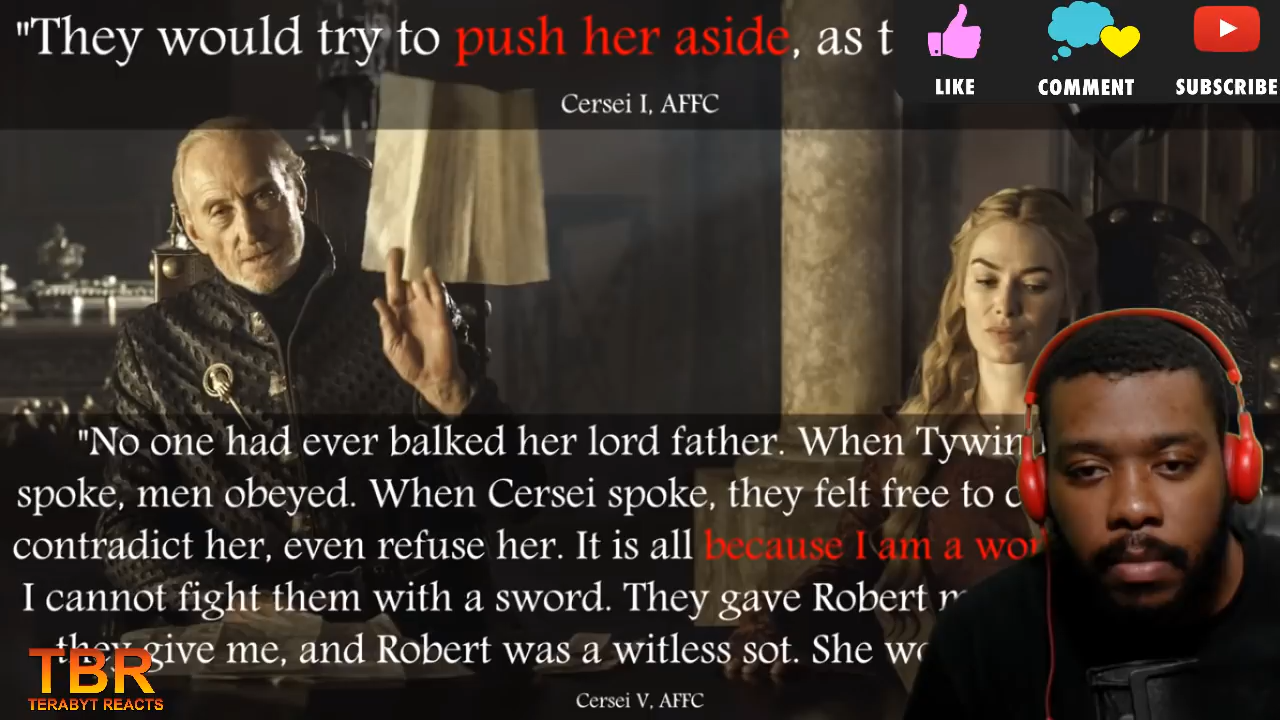 "They would try to push her aside, as t
LIKE
COMMENT
SUBSCRIBE
Cersei I, AFFC
"No one had ever balked her lord father. When Tywin
spoke, men obeyed. When Cersei spoke, they felt free to
contradict her, even refuse her. It is all because I am a
I cannot fight them with a sword. They gave Robert
they give me, and Robert was a witless sot. She
TBR
TERABYT REACTS
Cersei V, AFFC